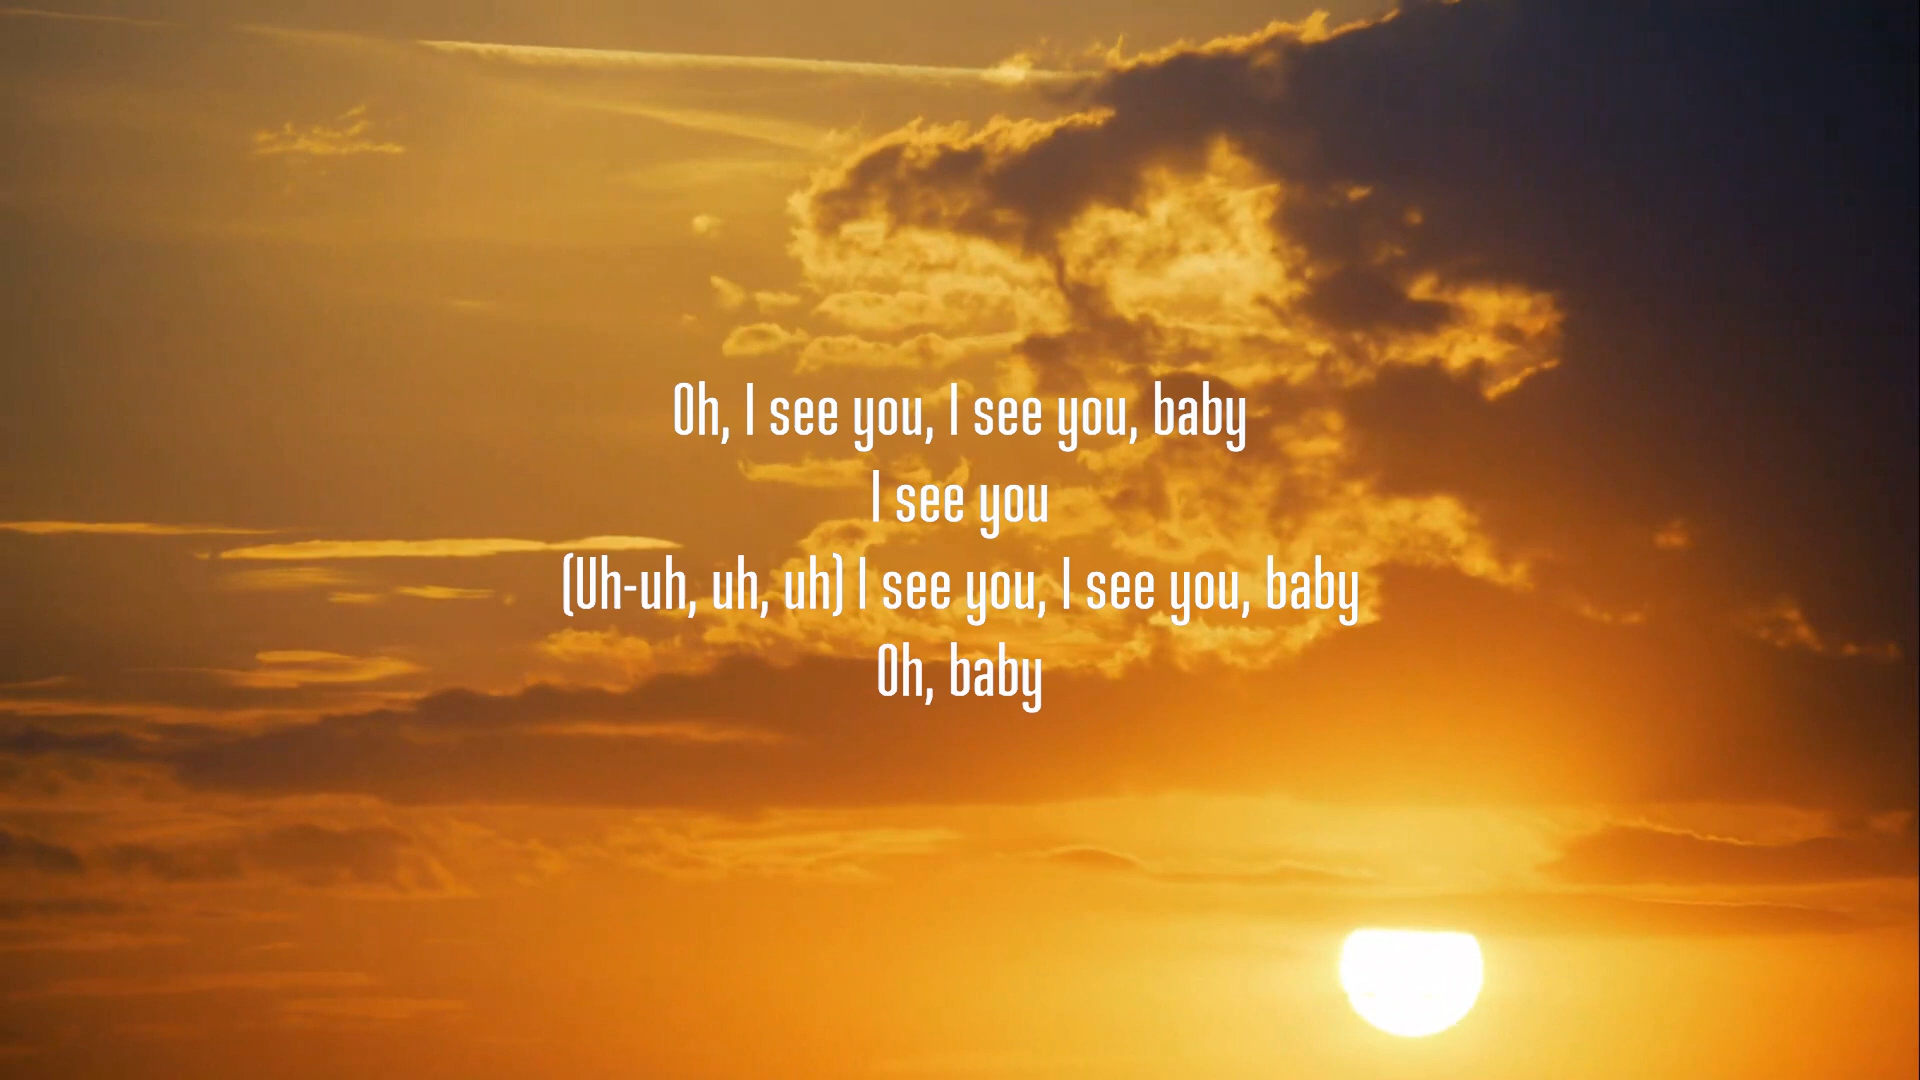 Oh, I see you, I see you, baby
I see you
(Uh-uh, uh, uh) I see you, I see you, baby
Oh, baby